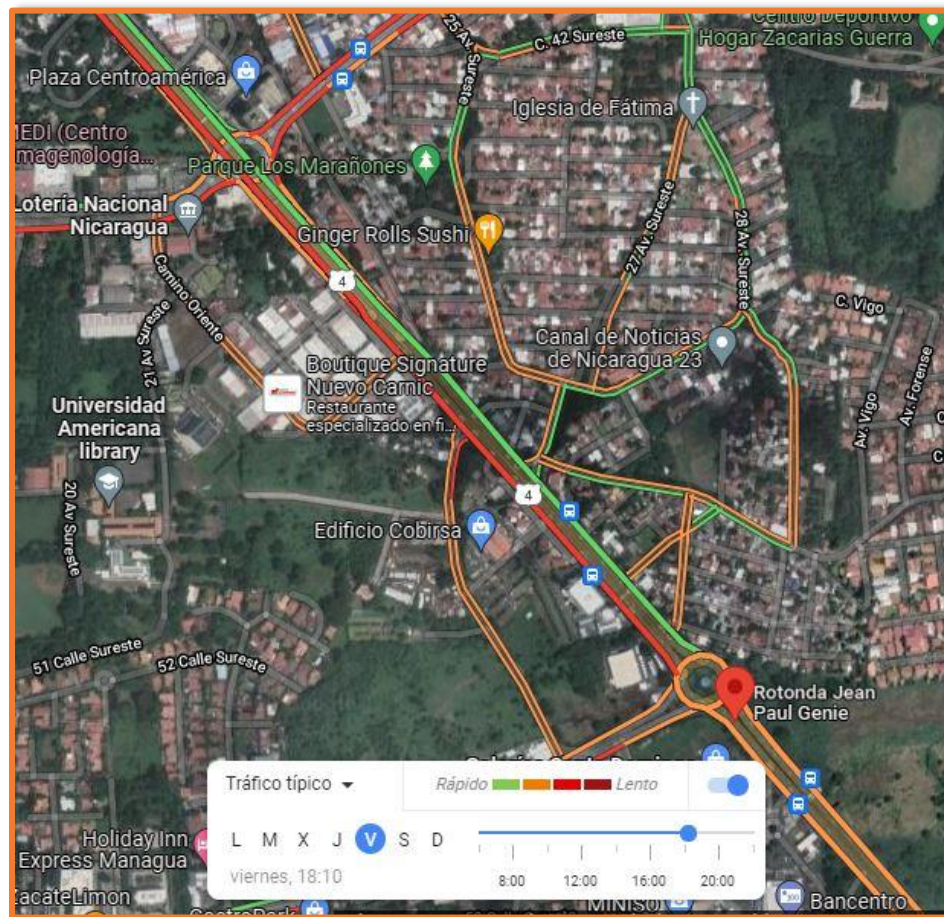 Centro Deportivo
Hogar Zacarias Guerra
25 Av. Sureste
C. 42 Sureste
Plaza Centroamérica
Iglesia de Fátima
MEDI (Centro
Imagenología...
Parque Los Marañones
Lotería Nacional
Nicaragua
Ginger Rolls Sushi
27 Av. Sureste
28 Av. Sureste
Camino Oriente
4
C. Vigo
21 Av Sureste
Canal de Noticias
de Nicaragua 23
Boutique Signature
Nuevo Carnic
Restaurante
especializado en fi...
Av. Vigo
Av. Forense
Universidad
Americana
library
20 Av Sureste
4
Edificio Cobirsa
51 Calle Sureste
52 Calle Sureste
Rotonda Jean
Paul Genie
Tráfico típico
Rápido
Lento
L M X J V S D
viernes, 18:10
8:00 12:00 16:00 20:00
Holiday Inn
Express Managua
ZacateLimon
MINISO
Bancentro